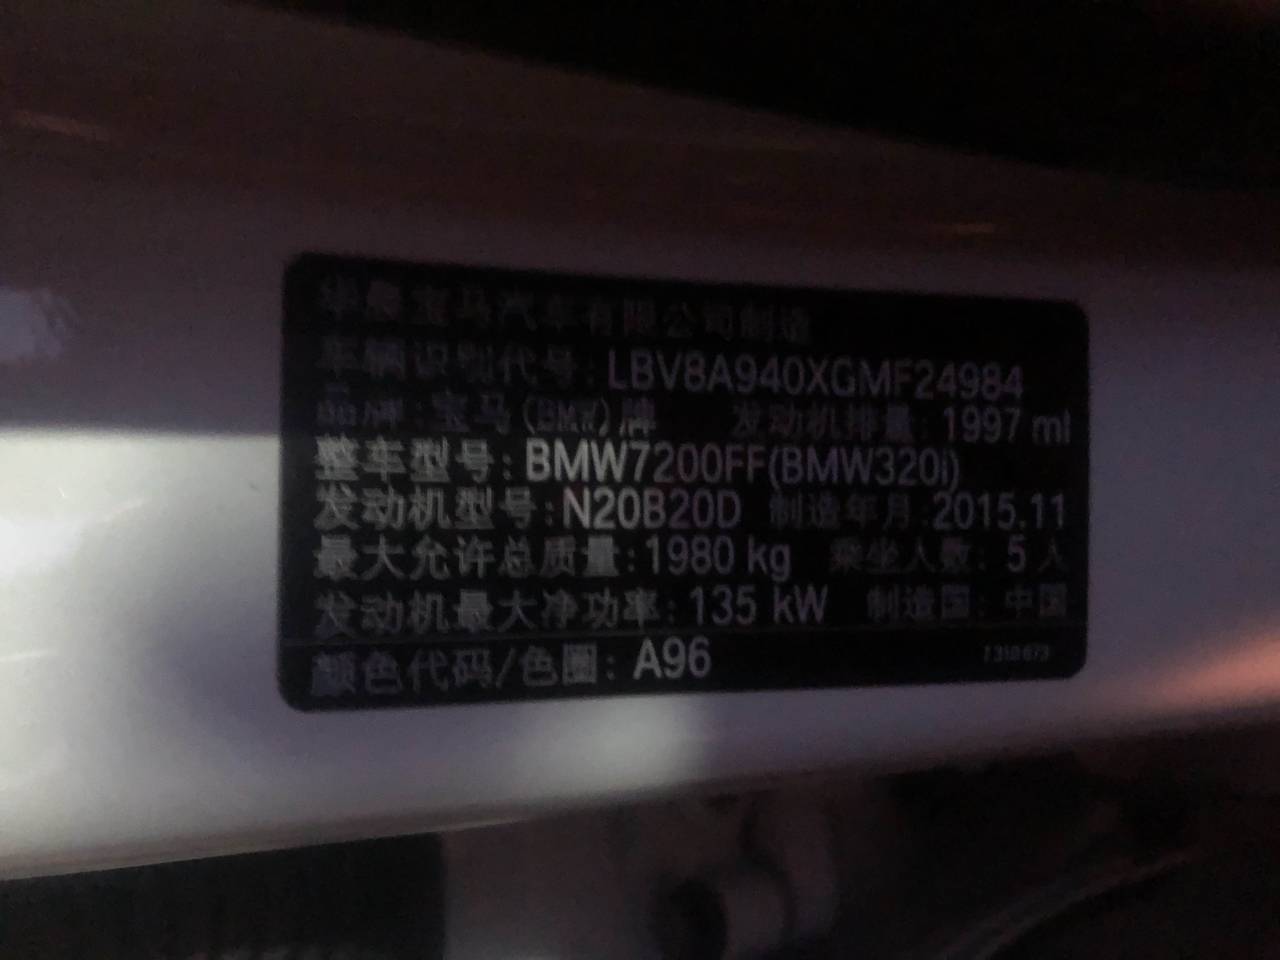 华晨宝马汽车有限公司制造
车辆识别代号:LBV8A940XGMF24984
品牌:宝马(BMW)牌 发动机排量:1997 ml
整车型号:BMW7200FF(BMW320i)
发动机型号:N20B20D 制造年月:2015.11
最大允许总质量:1980 kg 乘坐人数:5 人
发动机最大净功率:135 kW 制造国:中国
颜色代码/色圈:A96